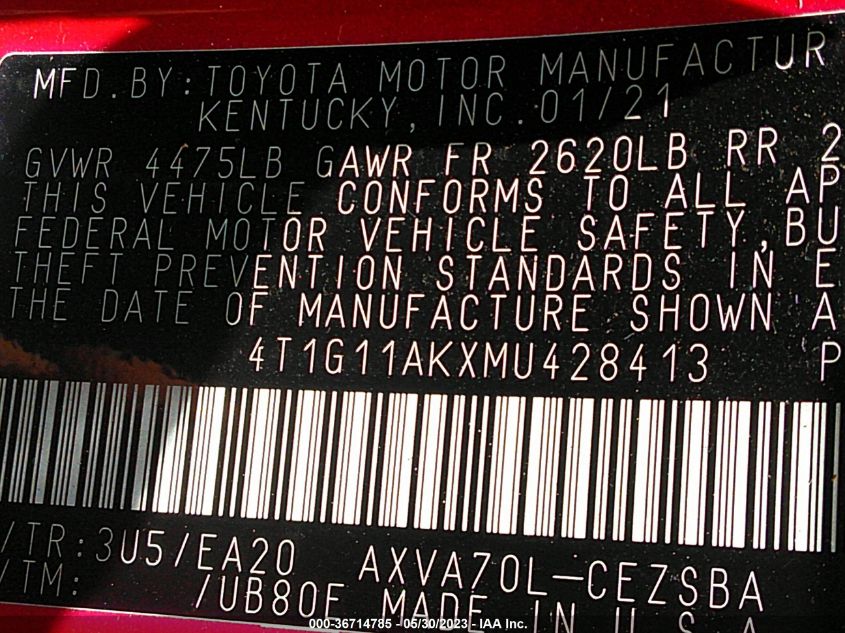 MFD.BY:TOYOTA MOTOR MANUFACTUR
KENTUCKY,INC.01/21
GVWR 4475LB GAWR FR 2620LB RR 2
THIS VEHICLE CONFORMS TO ALL AP
FEDERAL MOTOR VEHICLE SAFETY,BU
THEFT PREVENTION STANDARDS IN E
THE DATE OF MANUFACTURE SHOWN A
4T1G11AKXMU428413 P
/TR:3U5/EA20 AXVA70L-CEZSBA
/TM: /UB80F MADE IN U.S.A
000-36714785 - 05/30/2023 - IAA Inc.